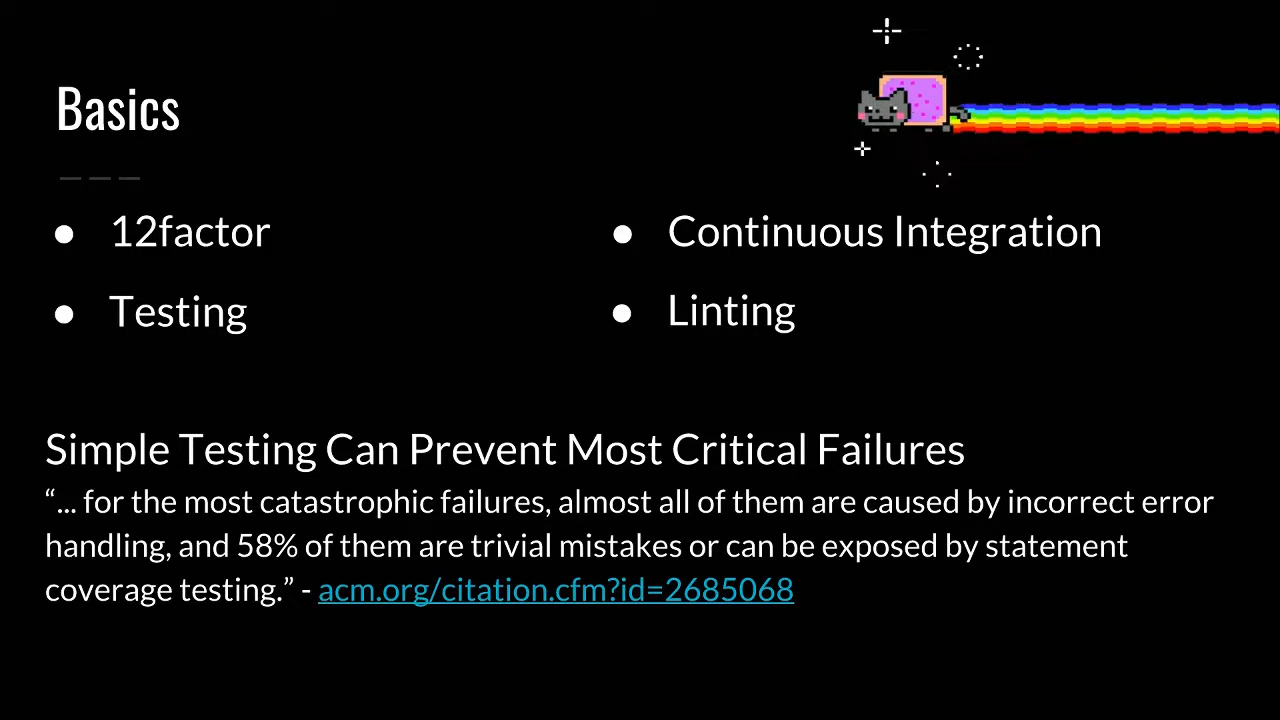 Basics
● 12factor
● Testing
● Continuous Integration
● Linting
Simple Testing Can Prevent Most Critical Failures
“... for the most catastrophic failures, almost all of them are caused by incorrect error
handling, and 58% of them are trivial mistakes or can be exposed by statement
coverage testing.” - acm.org/citation.cfm?id=2685068